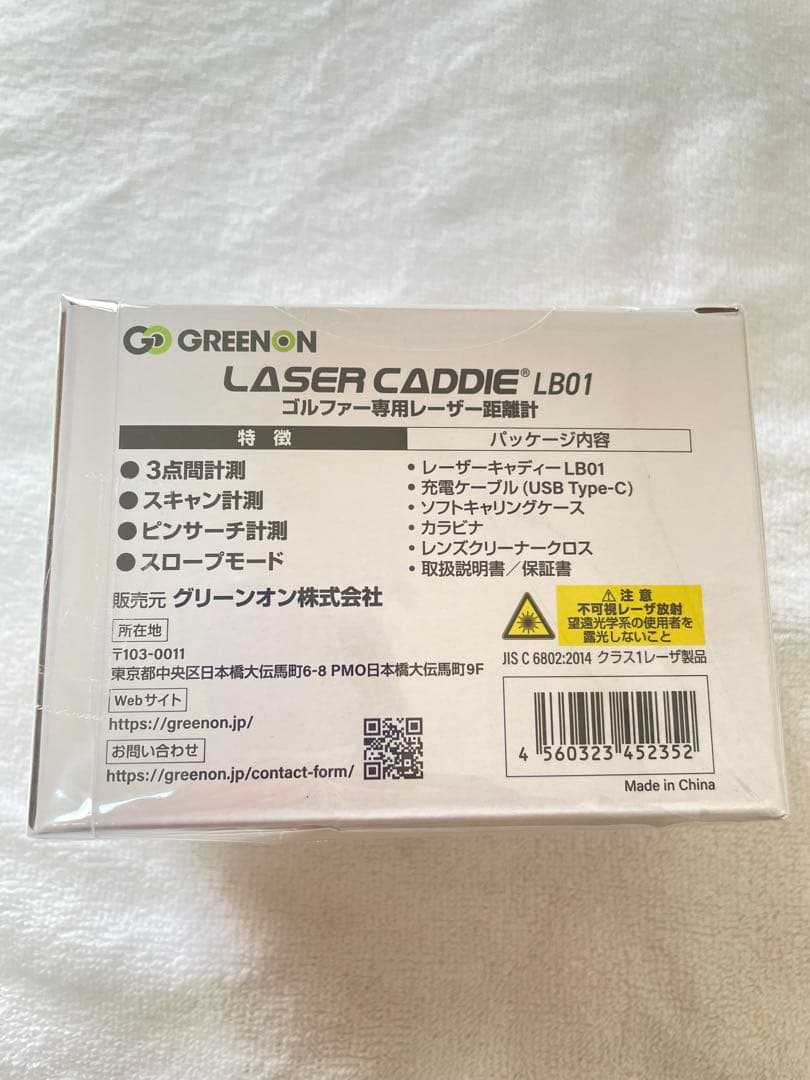 GO GREENON
LASER CADDIE® LB01
ゴルファー専用レーザー距離計
特 徴
● 3点間計測
● スキャン計測
● ピンサーチ計測
● スロープモード
パッケージ内容
・レーザーキャディー LB01
・充電ケーブル (USB Type-C)
・ソフトキャリングケース
・カラビナ
・レンズクリーナークロス
・取扱説明書／保証書
販売元 グリーンオン株式会社
所在地
〒103-0011
東京都中央区日本橋大伝馬町6-8 PMO日本橋大伝馬町9F
Webサイト
https://greenon.jp/
お問い合わせ
https://greenon.jp/contact-form/
⚠ 注 意
不可視レーザ放射
望遠光学系の使用者を
露光しないこと
JIS C 6802:2014 クラス1レーザ製品
4 560323 452352
Made in China